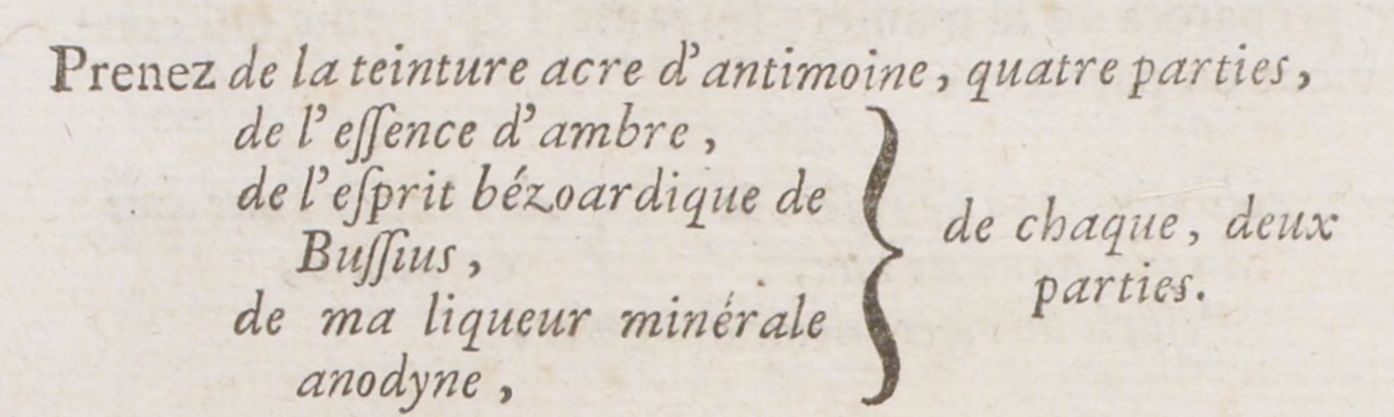 Prenez de la teinture acre d'antimoine, quatre parties,
de l'eſſence d'ambre,
de l'eſprit bézoardique de
Buſſius,
de ma liqueur minérale
anodyne,
de chaque, deux
parties.